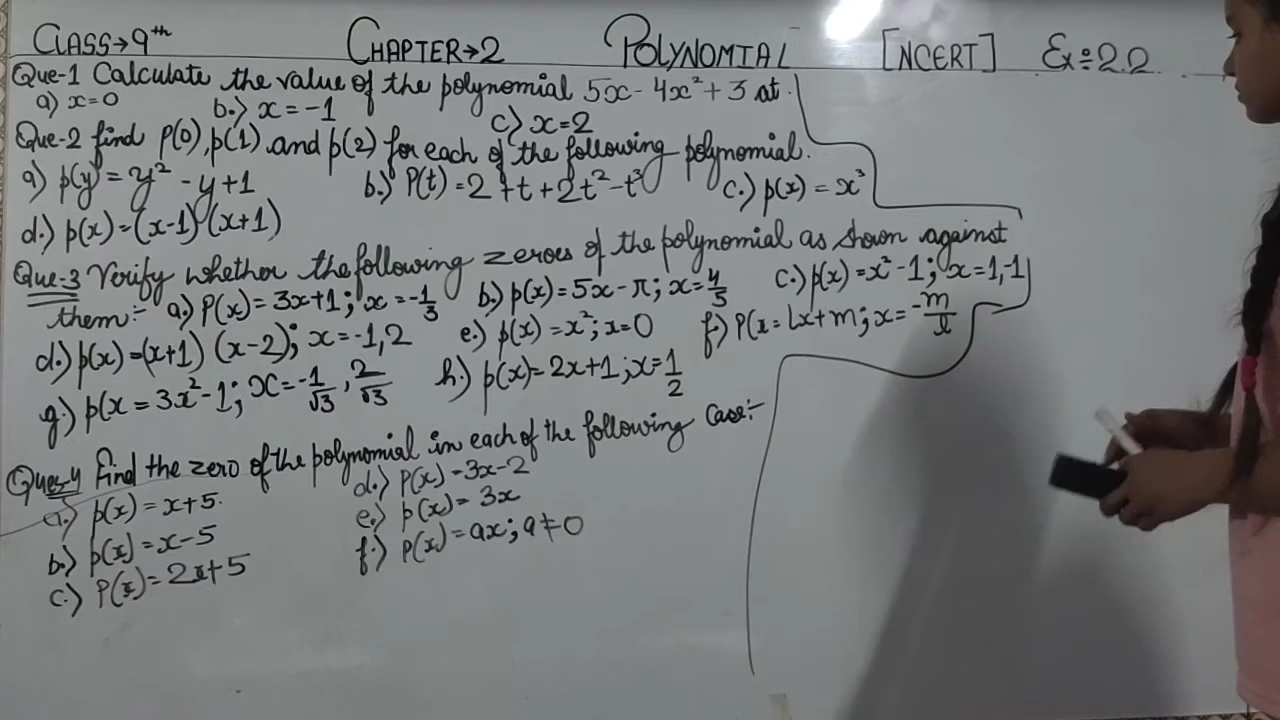 CLASS→9th CHAPTER→2 POLYNOMIAL [NCERT] Ex÷2.2
Que-1 Calculate the value of the polynomial 5x - 4x² + 3 at.
a) x=0 b.) x = -1 c) x=2
Que-2 find P(0), p(1) and p(2) for each of the following polynomial.
a) p(y) = y² - y + 1 b.) P(t) = 2 + t + 2t² - t³ c.) p(x) = x³
d.) p(x) = (x-1) (x+1)
Que-3 Verify whether the following zeroes of the polynomial as shown against
them:- a.) P(x) = 3x+1; x = -1/3 b.) p(x) = 5x - π; x = 4/5 c.) p(x) = x² - 1; x = 1, -1
d.) p(x) = (x+1) (x-2); x = -1, 2 e.) p(x) = x²; x=0 f.) P(x = lx + m; x = -m/l
g.) p(x = 3x² - 1; x = -1/√3, 2/√3 h.) p(x) = 2x+1; x = 1/2
Que-4 Find the zero of the polynomial in each of the following case:-
a.) p(x) = x+5. d.) P(x) = 3x-2
b.) p(x) = x-5 e.) p(x) = 3x
c.) P(x) = 2x+5 f.) P(x) = ax; a≠0